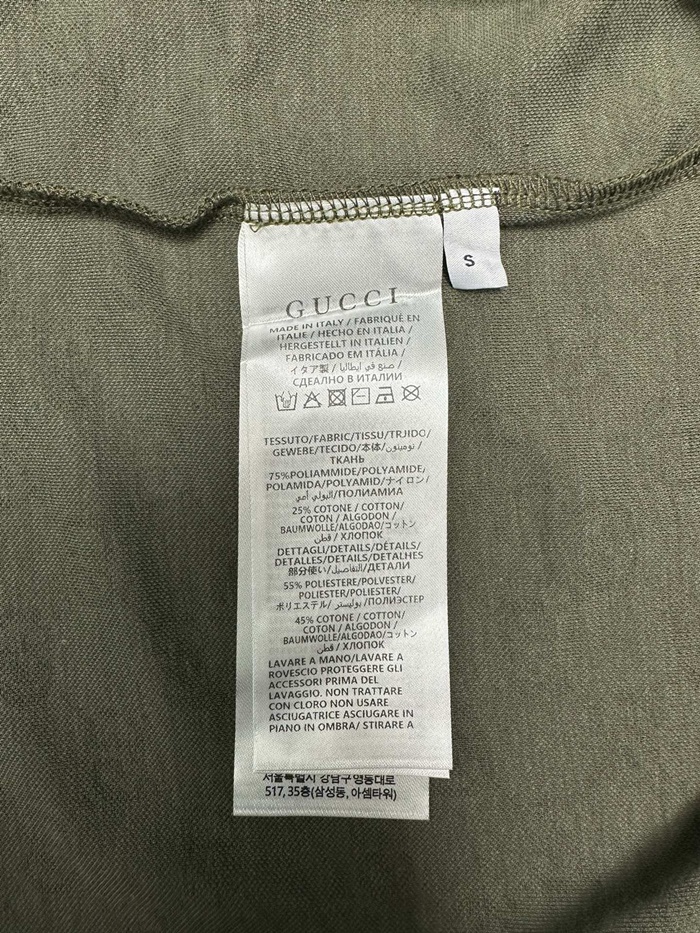 S
GUCCI
MADE IN ITALY / FABRIQUÉ EN
ITALIE / HECHO EN ITALIA /
HERGESTELLT IN ITALIEN /
FABRICADO EM ITÁLIA /
イタア製 / صنع في ايطاليا /
СДЕЛАНО В ИТАЛИИ
TESSUTO/FABRIC/TISSU/TRJIDO/
GEWEBE/TECIDO/本体/
ТКАНЬ
75%POLIAMMIDE/POLYAMIDE/
POLAMIDA/POLYAMID/ナイロン/
البولي أمي/ПОЛИАМИА
25% COTONE / COTTON/
COTON / ALGODON /
BAUMWOLLE/ALGODAO/コットン
قطن / ХЛОПОК
DETTAGLI/DETAILS/DÉTAILS/
DETALLES/DETAILS/DETALHES
部分使い/التفاصيل/ДЕТАЛИ
55% POLIESTERE/POLVESTER/
POLIESTER/POLIESTER/
ポリエステル/ بوليستر /ПОЛИЭСТЕР
45% COTONE / COTTON/
COTON / ALGODON /
BAUMWOLLE/ALGODAO/コットン
قطن / ХЛОПОК
LAVARE A MANO/LAVARE A
ROVESCIO PROTEGGERE GLI
ACCESSORI PRIMA DEL
LAVAGGIO. NON TRATTARE
CON CLORO NON USARE
ASCIUGATRICE ASCIUGARE IN
PIANO IN OMBRA/ STIRARE A
서울특별시 강남구 영동대로
517, 35층(삼성동, 아셈타워)